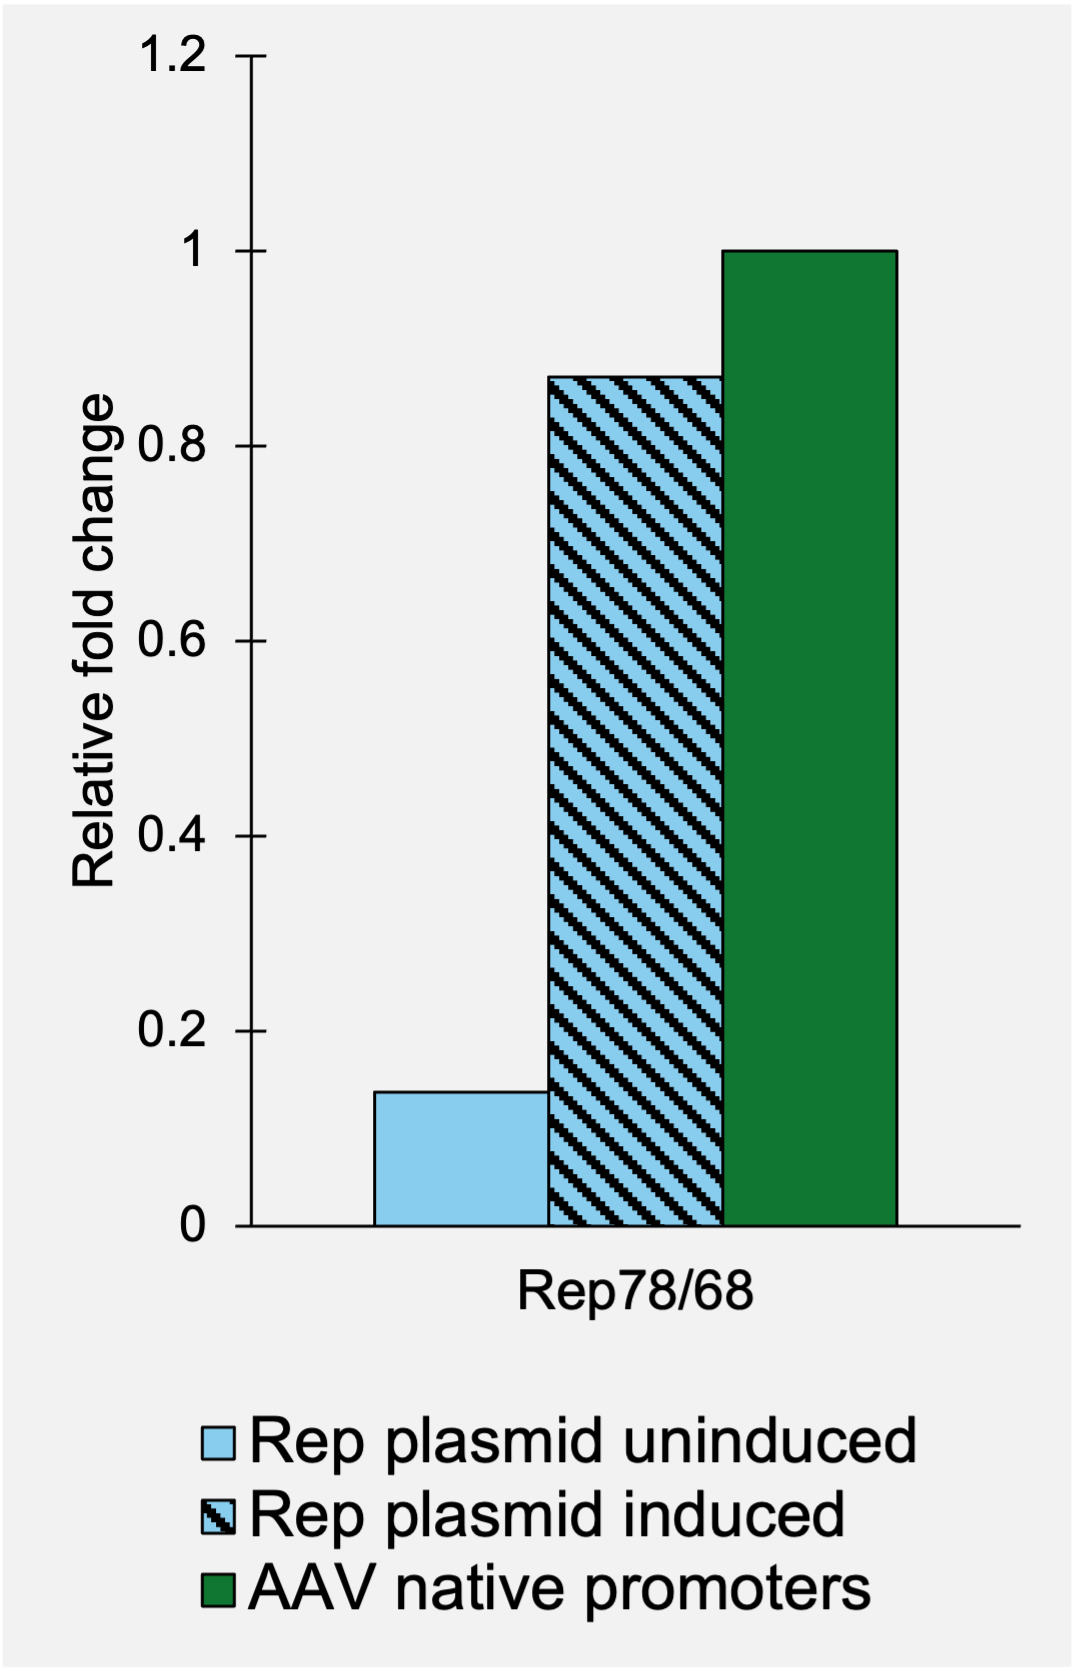 1.2
1
0.8
0.6
0.4
0.2
0
Relative fold change
Rep78/68
Rep plasmid uninduced
Rep plasmid induced
AAV native promoters